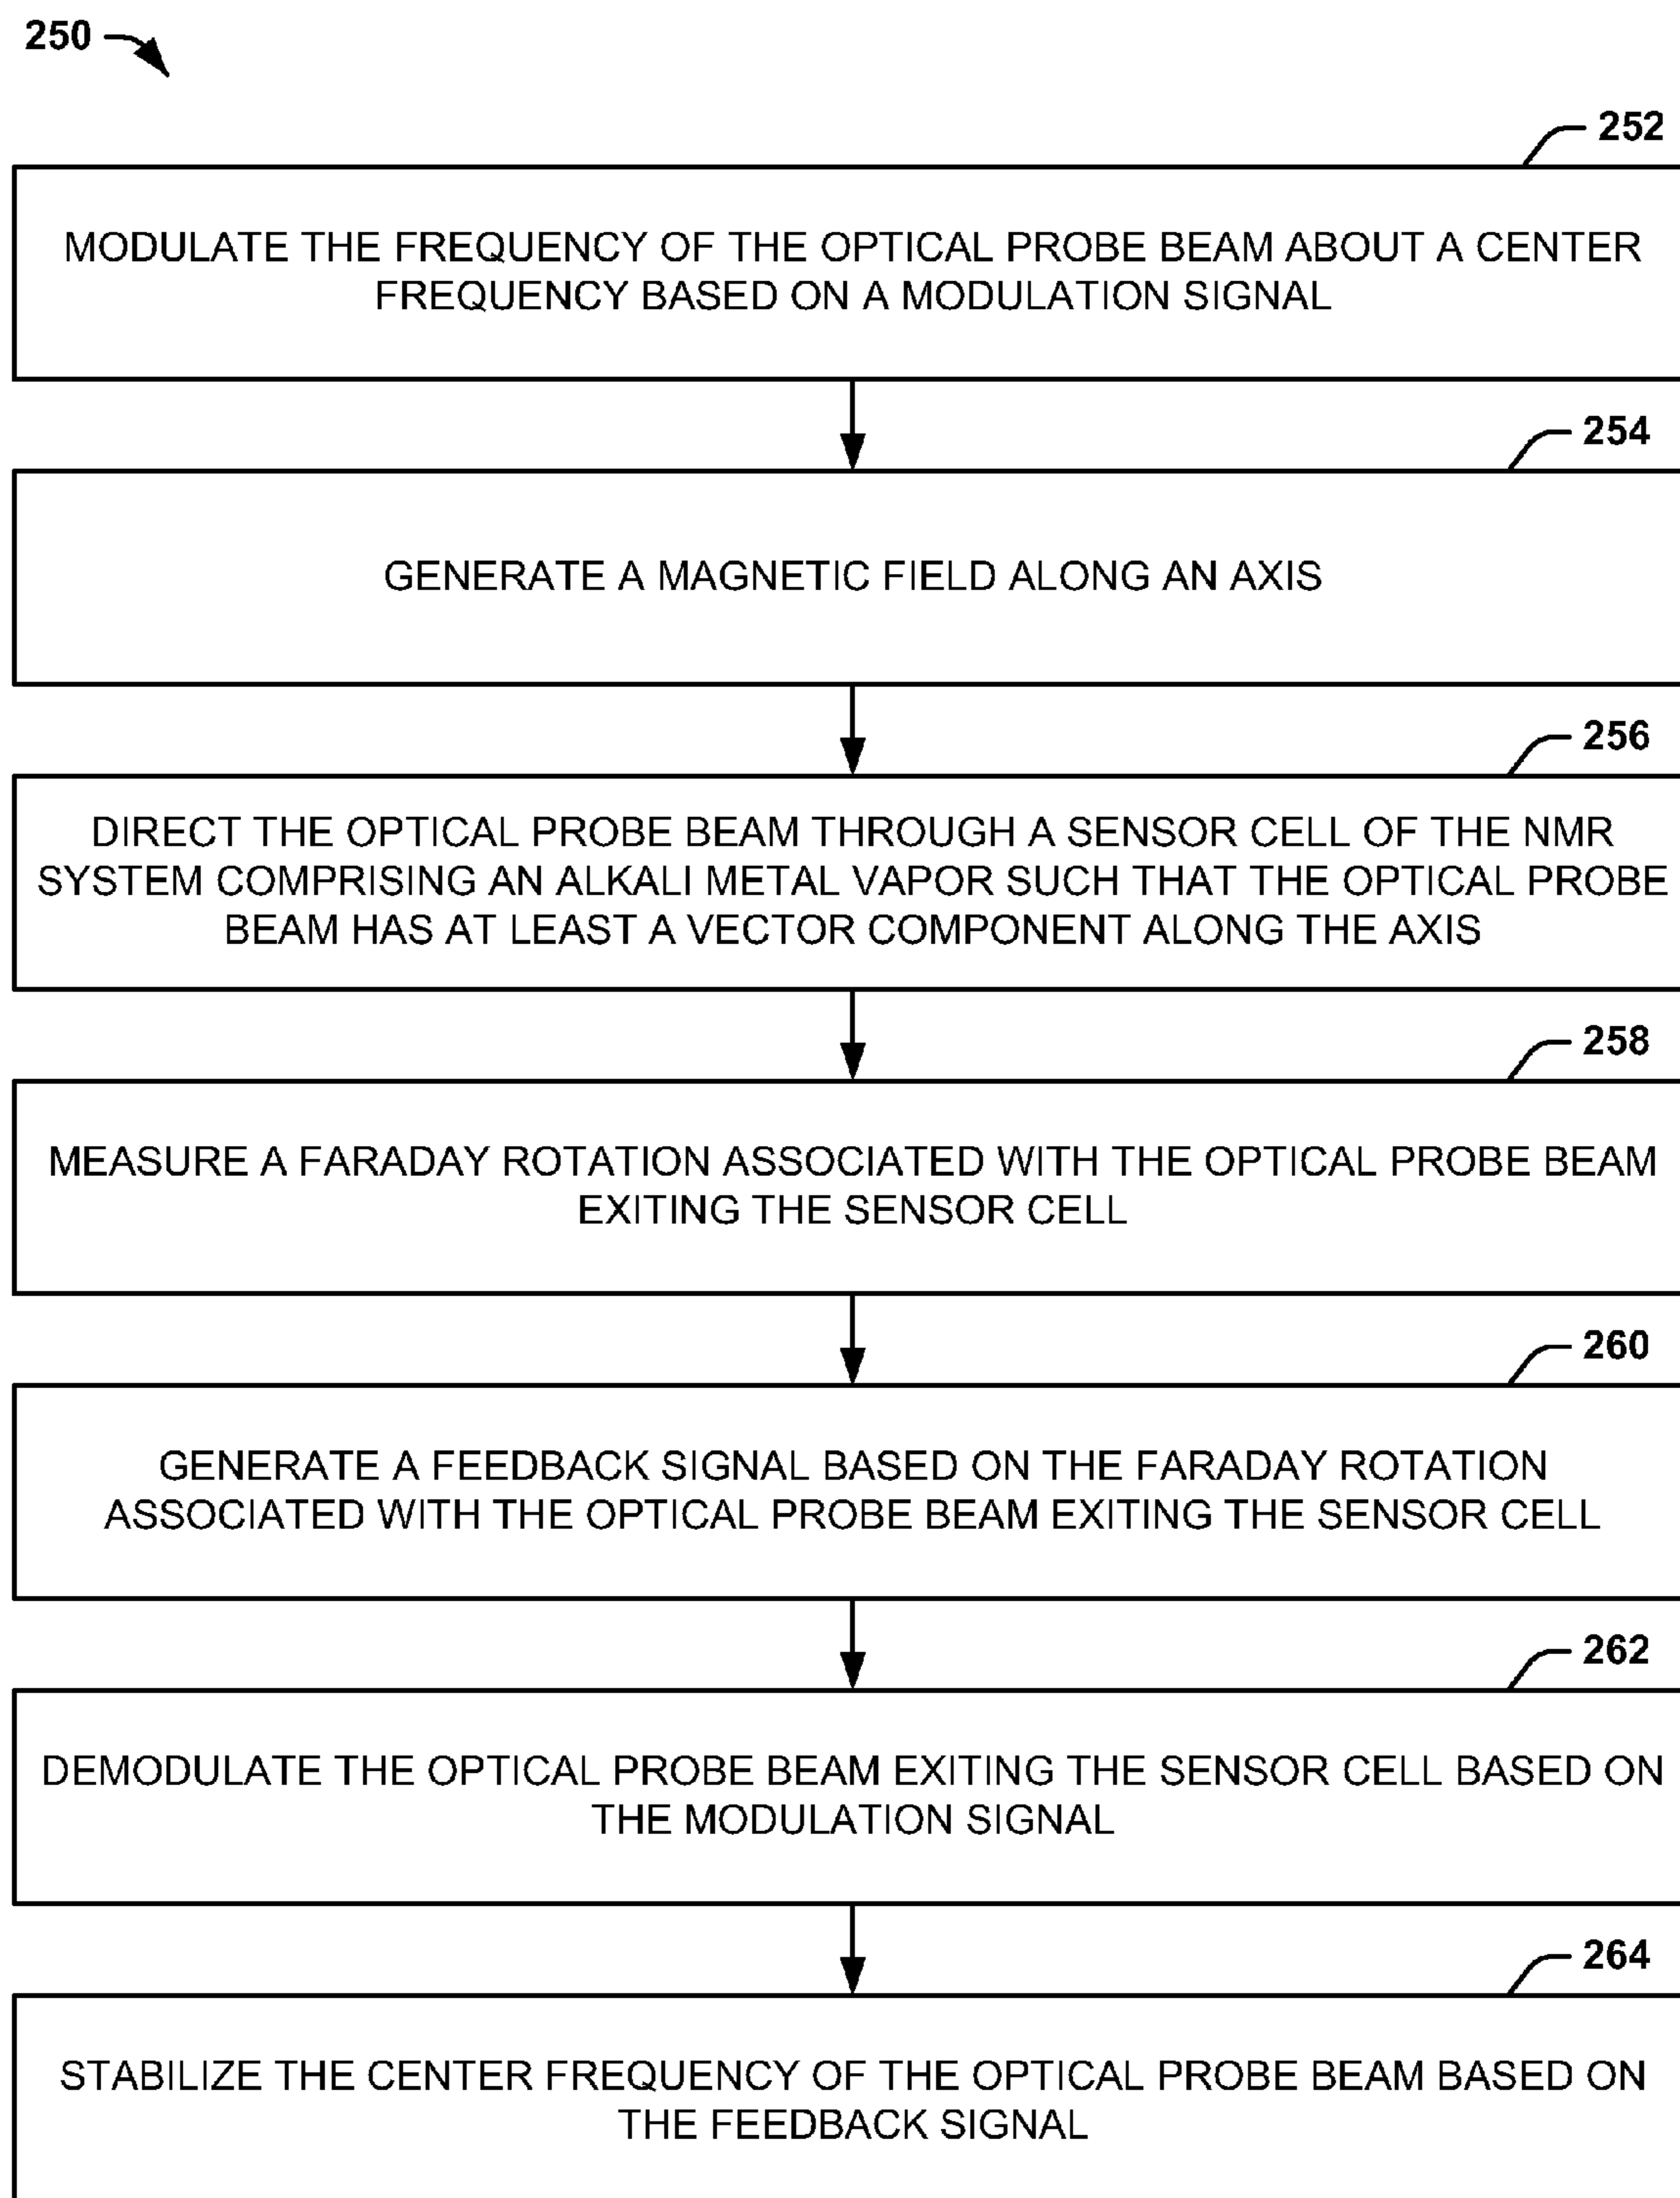 250
252
MODULATE THE FREQUENCY OF THE OPTICAL PROBE BEAM ABOUT A CENTER
FREQUENCY BASED ON A MODULATION SIGNAL
254
GENERATE A MAGNETIC FIELD ALONG AN AXIS
256
DIRECT THE OPTICAL PROBE BEAM THROUGH A SENSOR CELL OF THE NMR
SYSTEM COMPRISING AN ALKALI METAL VAPOR SUCH THAT THE OPTICAL PROBE
BEAM HAS AT LEAST A VECTOR COMPONENT ALONG THE AXIS
258
MEASURE A FARADAY ROTATION ASSOCIATED WITH THE OPTICAL PROBE BEAM
EXITING THE SENSOR CELL
260
GENERATE A FEEDBACK SIGNAL BASED ON THE FARADAY ROTATION
ASSOCIATED WITH THE OPTICAL PROBE BEAM EXITING THE SENSOR CELL
262
DEMODULATE THE OPTICAL PROBE BEAM EXITING THE SENSOR CELL BASED ON
THE MODULATION SIGNAL
264
STABILIZE THE CENTER FREQUENCY OF THE OPTICAL PROBE BEAM BASED ON
THE FEEDBACK SIGNAL